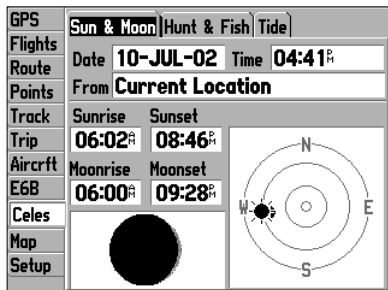 GPS
Flights
Route
Points
Track
Trip
Aircrft
E6B
Celes
Map
Setup
Sun & Moon Hunt & Fish Tide
Date 10-JUL-02 Time 04:41PM
From Current Location
Sunrise Sunset
06:02AM 08:46PM
Moonrise Moonset
06:00AM 09:28PM
N
W E
S